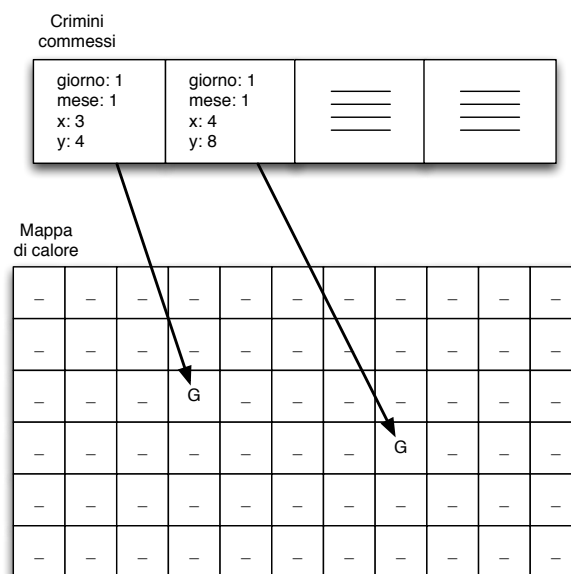 Crimini
commessi
giorno: 1
mese: 1
x: 3
y: 4
giorno: 1
mese: 1
x: 4
y: 8
Mappa
di calore
– – – – – – – – – – –
– – – – – – – – – – –
– – – G – – – – – – –
– – – – – – – G – – –
– – – – – – – – – – –
– – – – – – – – – – –